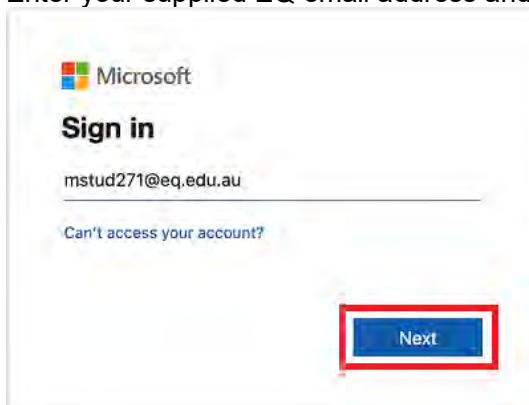 Enter your supplied EQ email address and
Microsoft
Sign in
mstud271@eq.edu.au
Can't access your account?
Next